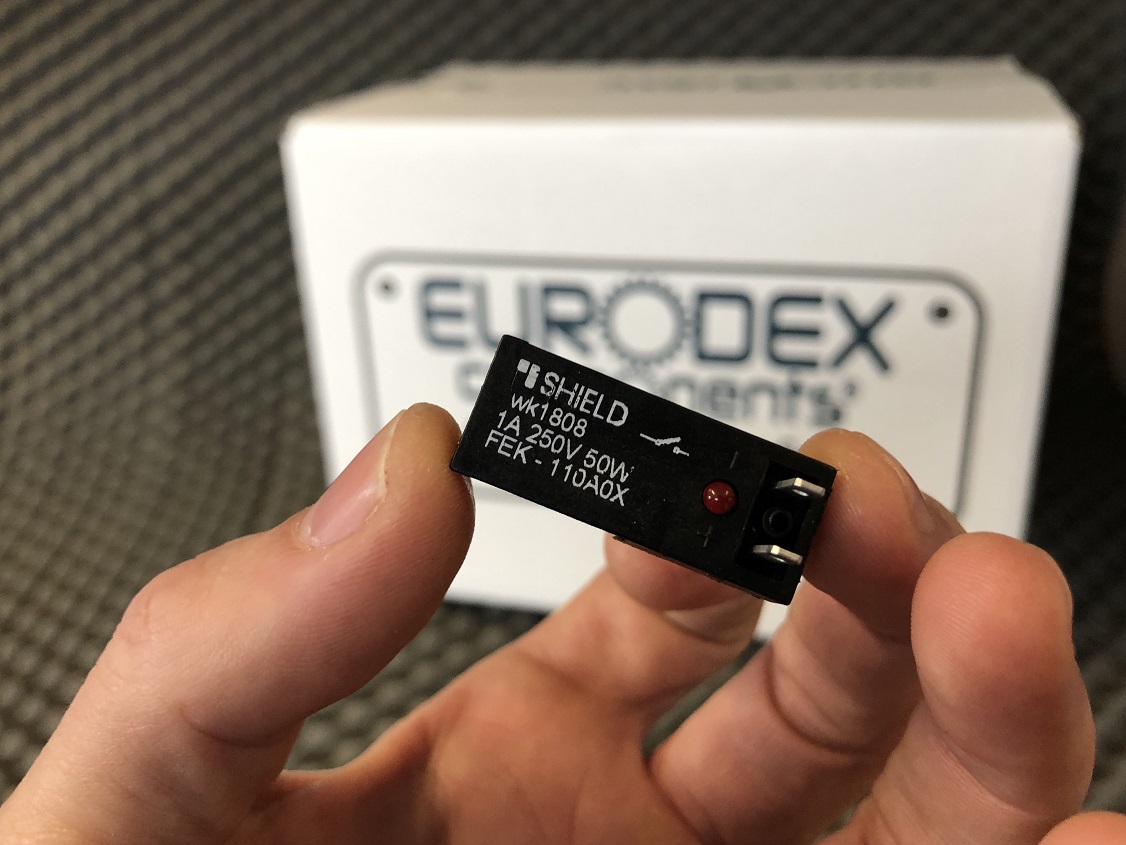 EURODEX
SHIELD
wk1808
1A 250V 50W
FEK - 110A0X
-
+